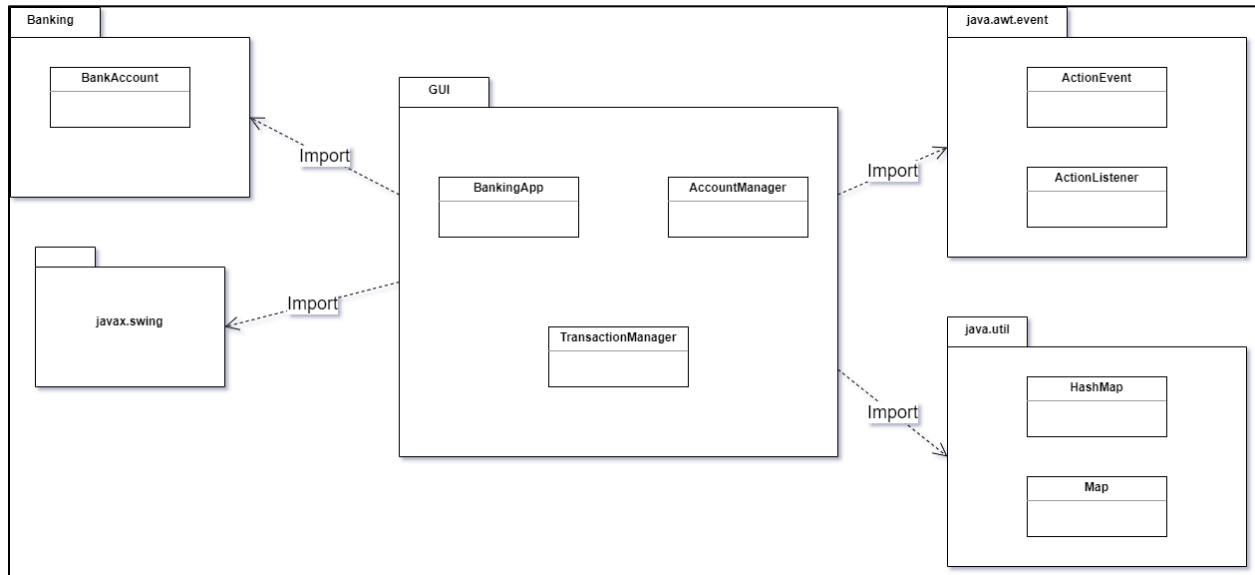 Banking
BankAccount
Import
javax.swing
Import
GUI
BankingApp
AccountManager
TransactionManager
Import
java.awt.event
ActionEvent
ActionListener
Import
java.util
HashMap
Map